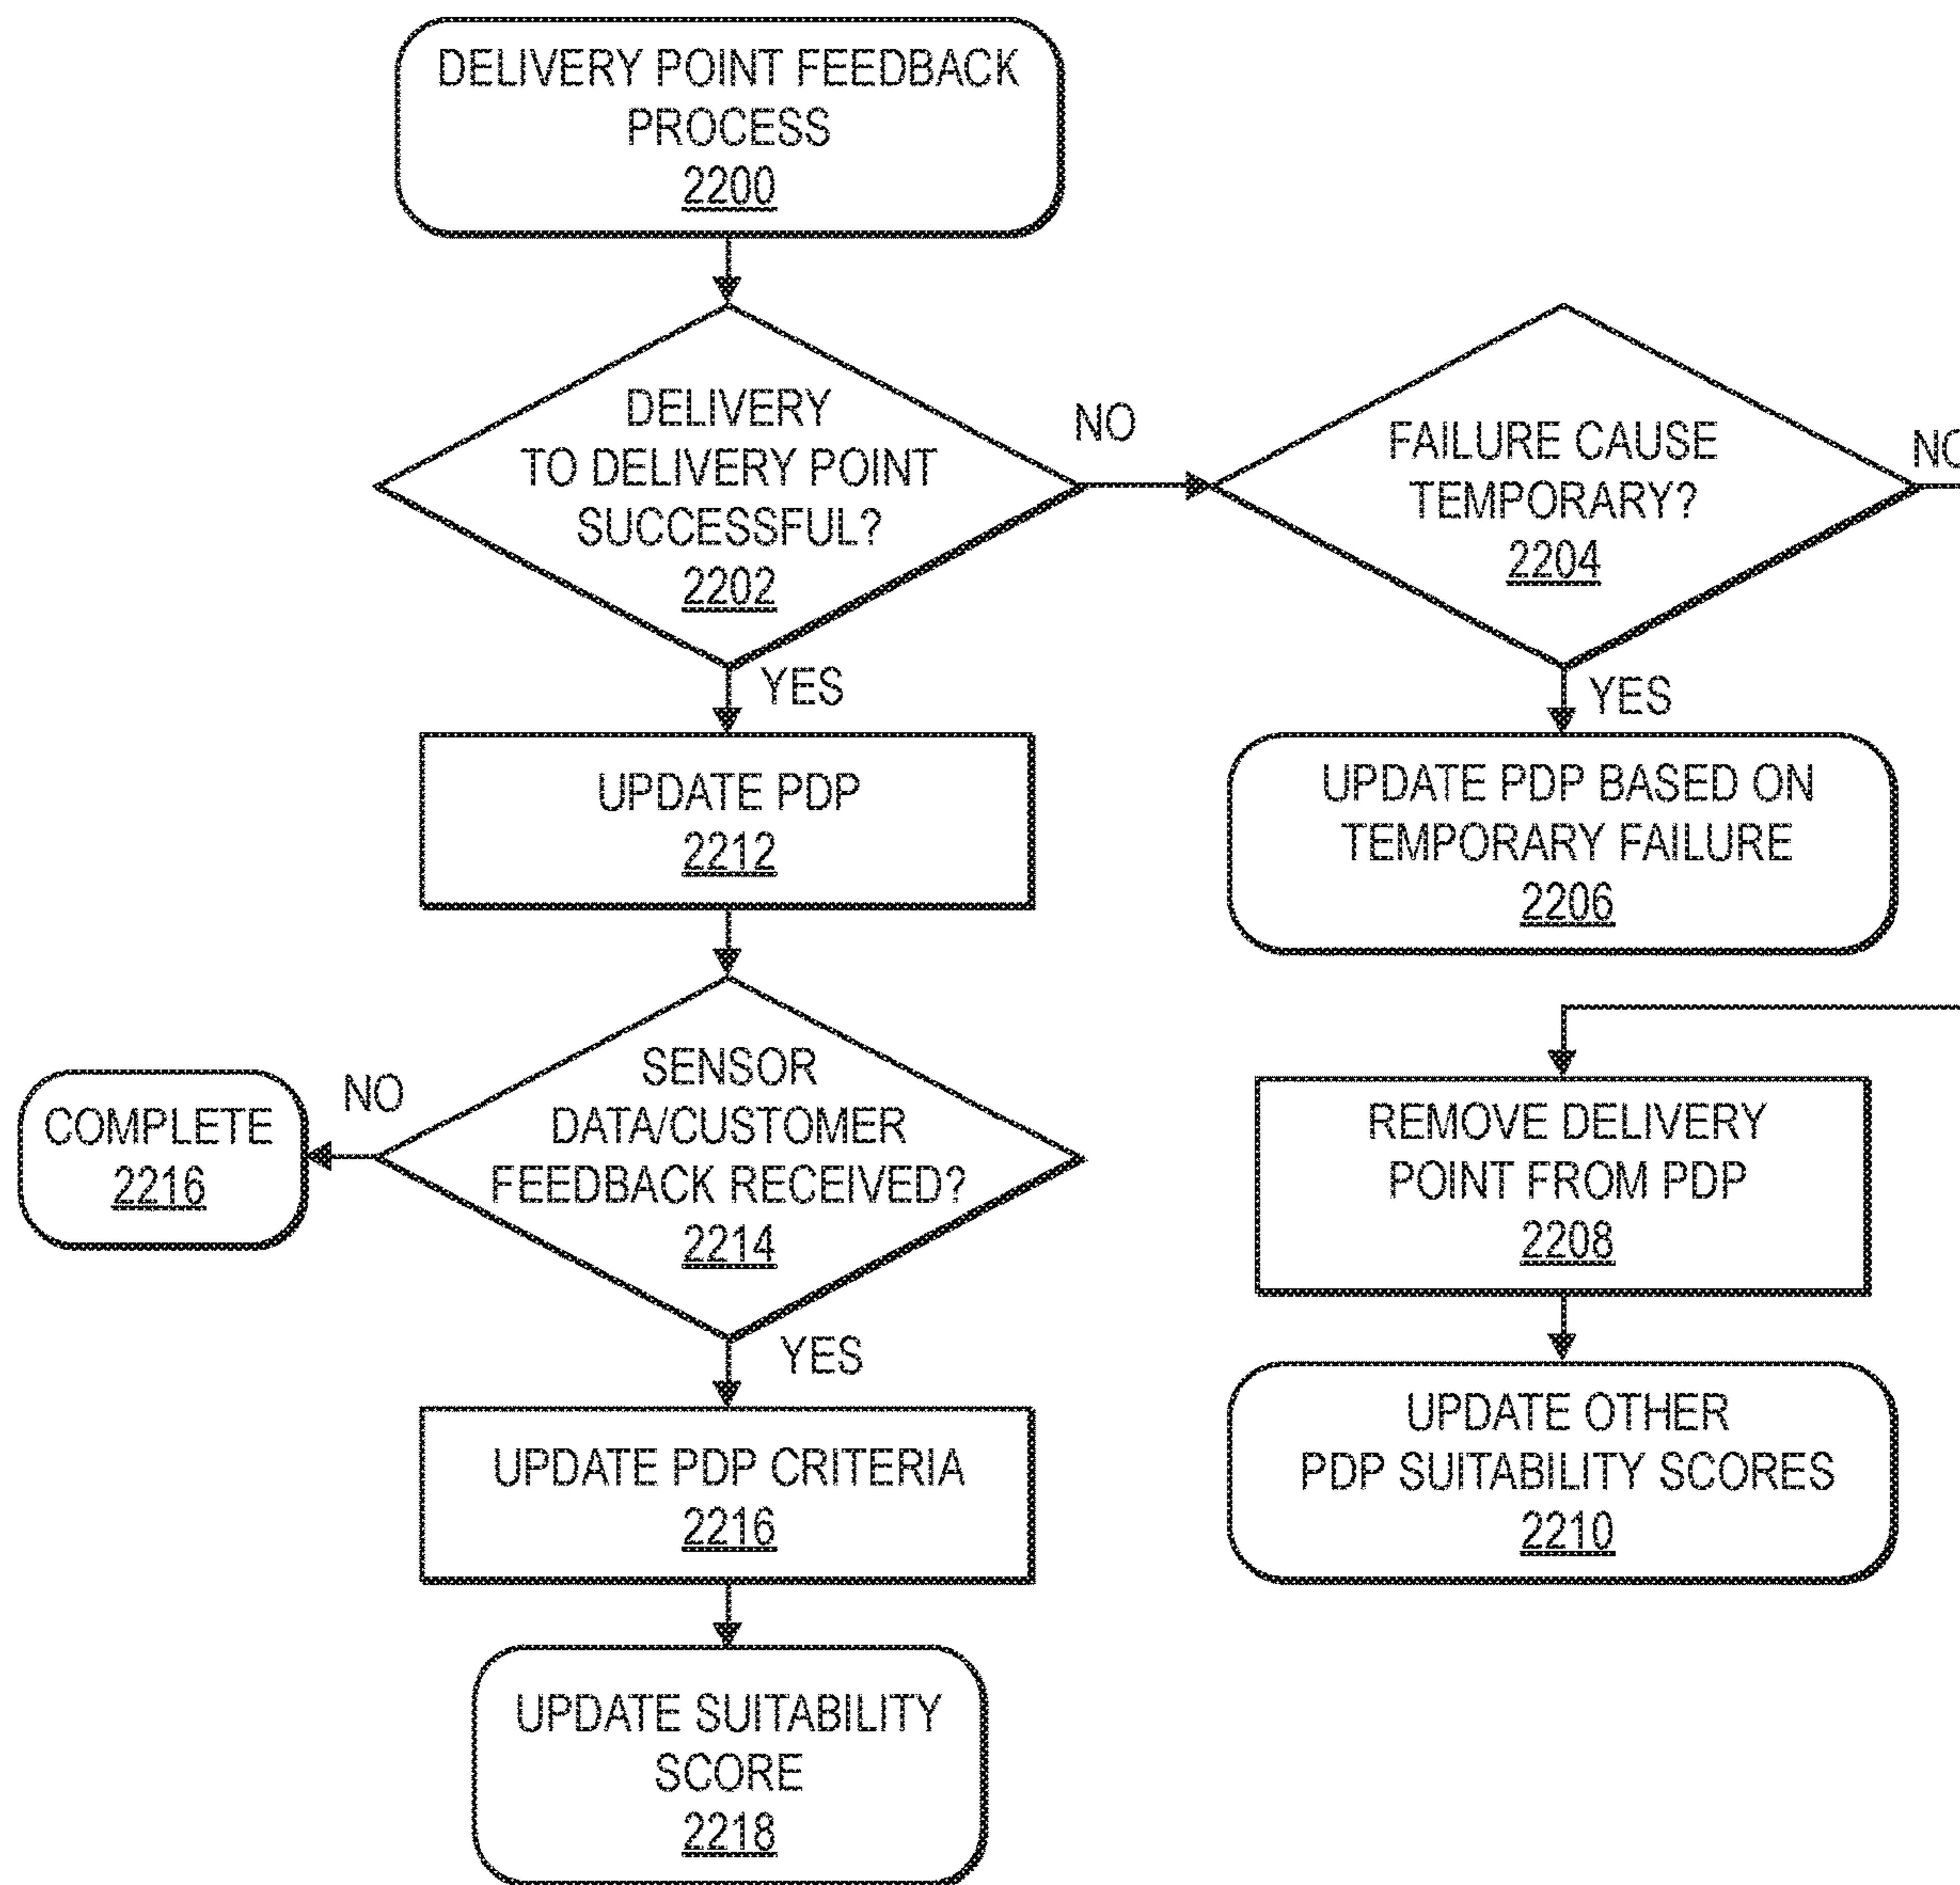 DELIVERY POINT FEEDBACK
PROCESS
2200
DELIVERY
TO DELIVERY POINT
SUCCESSFUL?
2202
NO
FAILURE CAUSE
TEMPORARY?
2204
NO
YES
YES
UPDATE PDP
2212
UPDATE PDP BASED ON
TEMPORARY FAILURE
2206
SENSOR
DATA/CUSTOMER
FEEDBACK RECEIVED?
2214
NO
COMPLETE
2216
REMOVE DELIVERY
POINT FROM PDP
2208
YES
UPDATE PDP CRITERIA
2216
UPDATE OTHER
PDP SUITABILITY SCORES
2210
UPDATE SUITABILITY
SCORE
2218